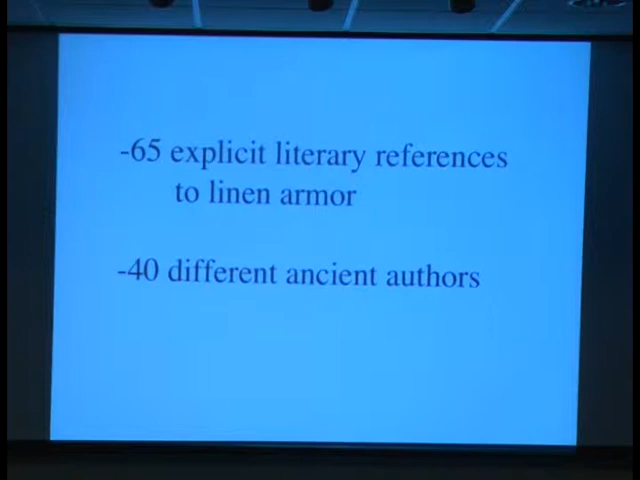 -65 explicit literary references
to linen armor
-40 different ancient authors